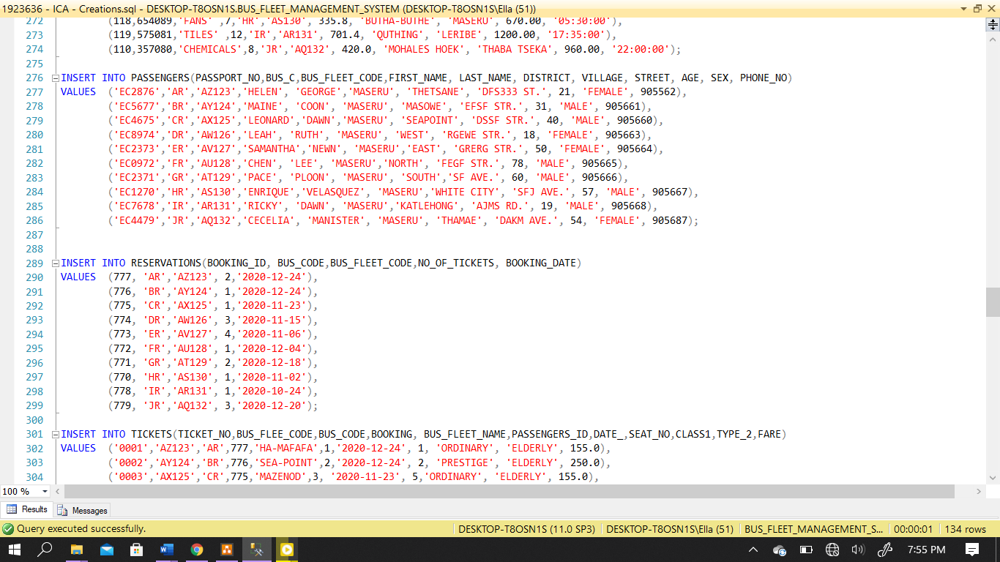 1923636 - ICA - Creations.sql - DESKTOP-T8OSN1S.BUS_FLEET_MANAGEMENT_SYSTEM (DESKTOP-T8OSN1S\Ella (51))
272 (118,654089,'FANS' ,7,'HR','AS130', 335.8, 'BUTHA-BUTHE', 'MASERU', 670.00, '05:30:00'),
273 (119,575081,'TILES' ,12,'IR','AR131', 701.4, 'QUTHING', 'LERIBE', 1200.00, '17:35:00'),
274 (110,357080,'CHEMICALS',8,'JR','AQ132', 420.0, 'MOHALES HOEK', 'THABA TSEKA', 960.00, '22:00:00');
275
276 INSERT INTO PASSENGERS(PASSPORT_NO,BUS_C,BUS_FLEET_CODE,FIRST_NAME, LAST_NAME, DISTRICT, VILLAGE, STREET, AGE, SEX, PHONE_NO)
277 VALUES ('EC2876','AR','AZ123','HELEN', 'GEORGE','MASERU', 'THETSANE', 'DFS333 ST.', 21, 'FEMALE', 905562),
278 ('EC5677','BR','AY124','MAINE', 'COON', 'MASERU', 'MASOWE', 'EFSF STR.', 31, 'MALE', 905661),
279 ('EC4675','CR','AX125','LEONARD','DAWN','MASERU', 'SEAPOINT', 'DSSF STR.', 40, 'MALE', 905660),
280 ('EC8974','DR','AW126','LEAH', 'RUTH', 'MASERU', 'WEST', 'RGEWE STR.', 18, 'FEMALE', 905663),
281 ('EC2373','ER','AV127','SAMANTHA','NEWN', 'MASERU','EAST', 'GRERG STR.', 50, 'FEMALE', 905664),
282 ('EC0972','FR','AU128','CHEN', 'LEE', 'MASERU','NORTH', 'FEGF STR.', 78, 'MALE', 905665),
283 ('EC2371','GR','AT129','PACE', 'PLOON', 'MASERU', 'SOUTH','SF AVE.', 60, 'MALE', 905666),
284 ('EC1270','HR','AS130','ENRIQUE','VELASQUEZ', 'MASERU','WHITE CITY', 'SFJ AVE.', 57, 'MALE', 905667),
285 ('EC7678','IR','AR131','RICKY', 'DAWN', 'MASERU','KATLEHONG', 'AJMS RD.', 19, 'MALE', 905668),
286 ('EC4479','JR','AQ132','CECELIA', 'MANISTER', 'MASERU', 'THAMAE', 'DAKM AVE.', 54, 'FEMALE', 905687);
287
288
289 INSERT INTO RESERVATIONS(BOOKING_ID, BUS_CODE,BUS_FLEET_CODE,NO_OF_TICKETS, BOOKING_DATE)
290 VALUES (777, 'AR','AZ123', 2,'2020-12-24'),
291 (776, 'BR','AY124', 1,'2020-12-24'),
292 (775, 'CR','AX125', 1,'2020-11-23'),
293 (774, 'DR','AW126', 3,'2020-11-15'),
294 (773, 'ER','AV127', 4,'2020-11-06'),
295 (772, 'FR','AU128', 1,'2020-12-04'),
296 (771, 'GR','AT129', 2,'2020-12-18'),
297 (770, 'HR','AS130', 1,'2020-11-02'),
298 (778, 'IR','AR131', 1,'2020-10-24'),
299 (779, 'JR','AQ132', 3,'2020-12-20');
300
301 INSERT INTO TICKETS(TICKET_NO,BUS_FLEE_CODE,BUS_CODE,BOOKING, BUS_FLEET_NAME,PASSENGERS_ID,DATE_,SEAT_NO,CLASS1,TYPE_2,FARE)
302 VALUES ('0001','AZ123','AR',777,'HA-MAFAFA',1,'2020-12-24', 1, 'ORDINARY', 'ELDERLY', 155.0),
303 ('0002','AY124','BR',776,'SEA-POINT',2,'2020-12-24', 2, 'PRESTIGE', 'ELDERLY', 250.0),
304 ('0003','AX125','CR',775,'MAZENOD',3, '2020-11-23', 5,'ORDINARY', 'ELDERLY', 155.0),
100 %
Results Messages
Query executed successfully. DESKTOP-T8OSN1S (11.0 SP3) DESKTOP-T8OSN1S\Ella (51) BUS_FLEET_MANAGEMENT_S... 00:00:01 134 rows
7:55 PM